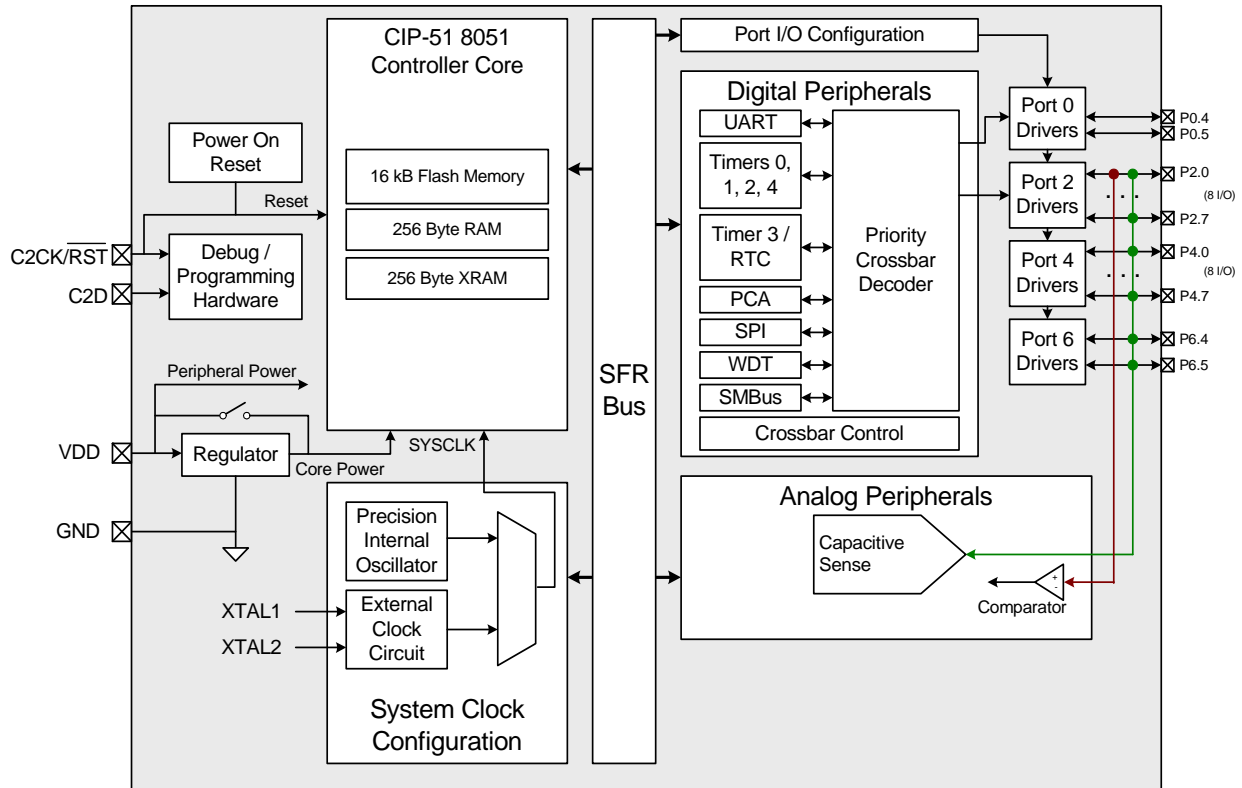 CIP-51 8051
Controller Core
Power On
Reset
Reset
16 kB Flash Memory
256 Byte RAM
256 Byte XRAM
C2CK/RST
Debug /
Programming
Hardware
C2D
Peripheral Power
VDD
Regulator
Core Power
SYSCLK
GND
Precision
Internal
Oscillator
XTAL1
XTAL2
External
Clock
Circuit
System Clock
Configuration
SFR
Bus
Port I/O Configuration
Digital Peripherals
UART
Timers 0,
1, 2, 4
Timer 3 /
RTC
PCA
SPI
WDT
SMBus
Priority
Crossbar
Decoder
Crossbar Control
Port 0
Drivers
Port 2
Drivers
Port 4
Drivers
Port 6
Drivers
P0.4
P0.5
P2.0
. . .
(8 I/O)
P2.7
P4.0
. . .
(8 I/O)
P4.7
P6.4
P6.5
Analog Peripherals
Capacitive
Sense
+
-
Comparator